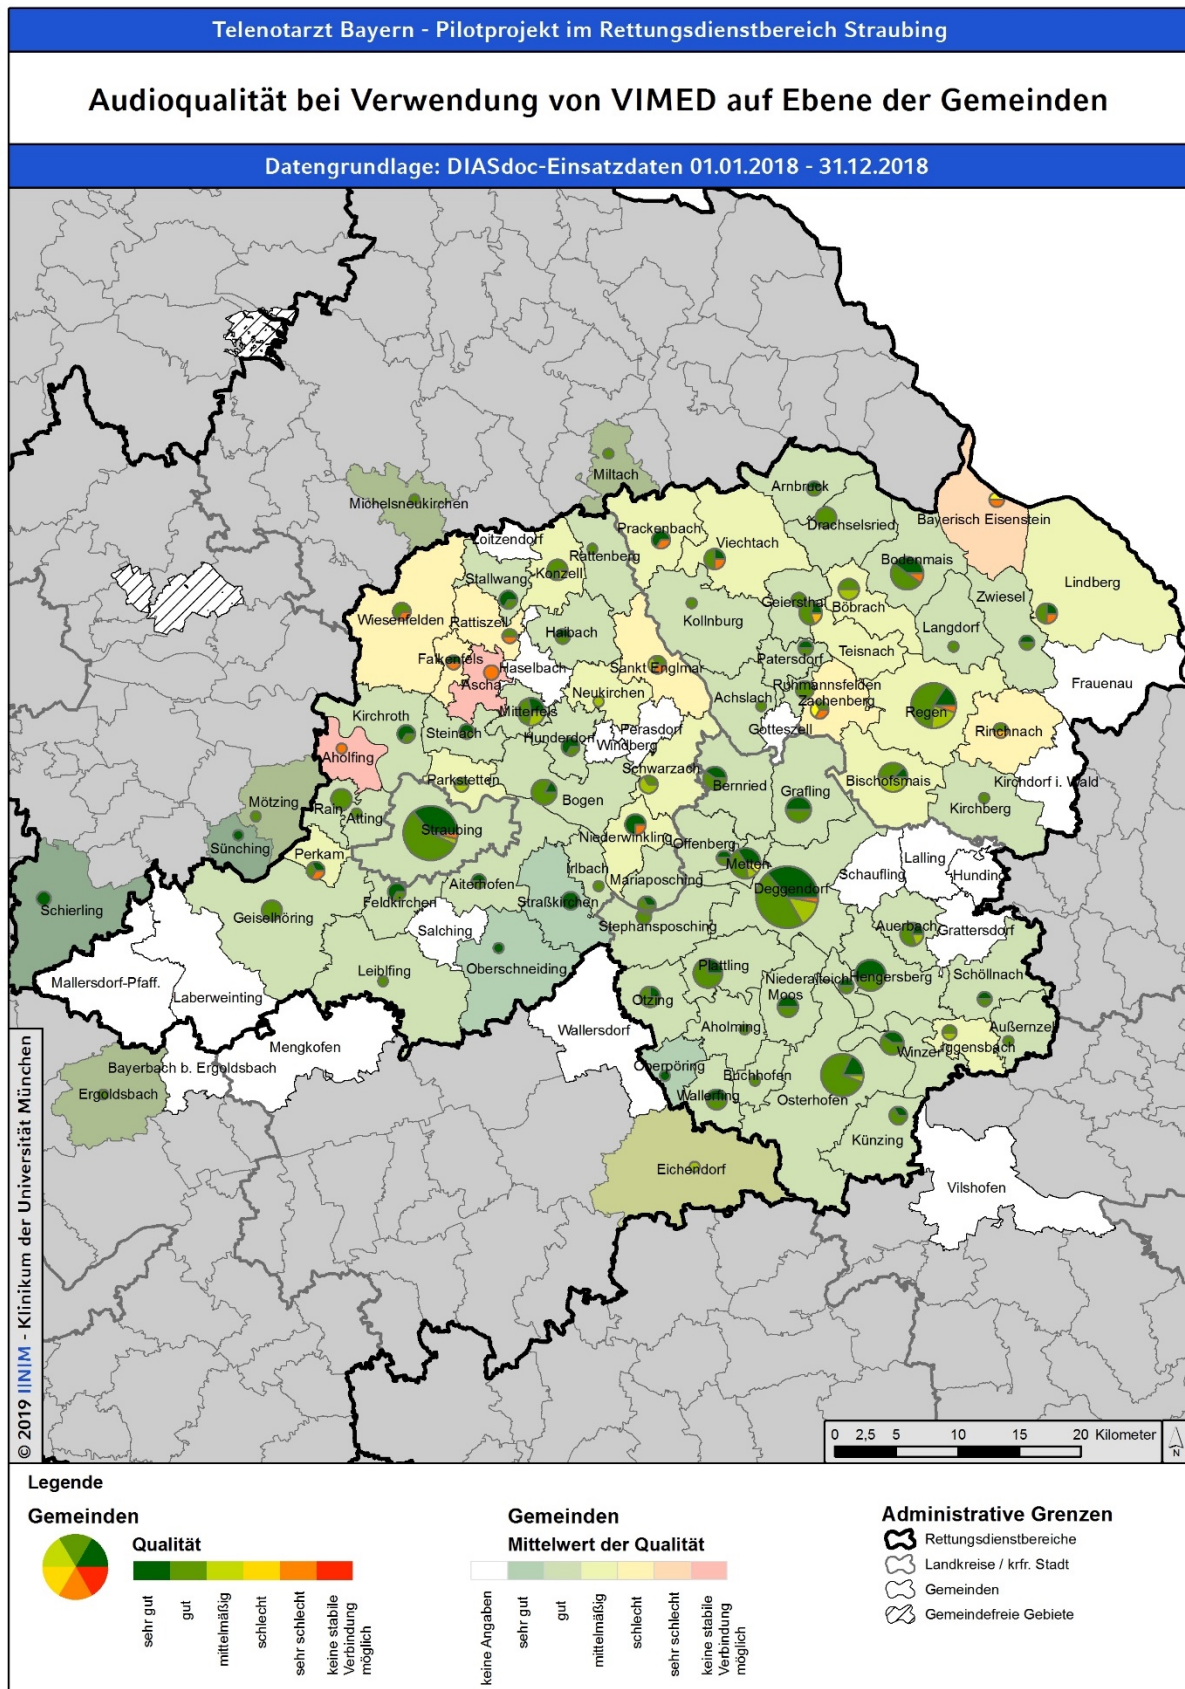 Telenotarzt Bayern - Pilotprojekt im Rettungsdienstbereich Straubing
Audioqualität bei Verwendung von VIMED auf Ebene der Gemeinden
Datengrundlage: DIASdoc-Einsatzdaten 01.01.2018 - 31.12.2018
Miltach
Michelsneukirchen
Arnbruck
Drachselsried
Bayerisch Eisenstein
Loitzendorf
Rattenberg
Prackenbach
Viechtach
Bodenmais
Lindberg
Konzell
Stallwang
Zwiesel
Wiesenfelden
Rattiszell
Haibach
Kollnburg
Geiersthal
Böbrach
Langdorf
Falkenfels
Haselbach
Ascha
Sankt Englmar
Patersdorf
Teisnach
Frauenau
Neukirchen
Achslach
Ruhmannsfelden
Zachenberg
Regen
Rinchnach
Kirchroth
Steinach
Mitterfels
Hunderdorf
Windberg
Perasdorf
Gotteszell
Aholfing
Parkstetten
Bogen
Schwarzach
Bernried
Grafling
Bischofsmais
Kirchberg
Kirchdorf i. Wald
Mötzing
Rain
Atting
Straubing
Niederwinkling
Offenberg
Metten
Sünching
Perkam
Aiterhofen
Irlbach
Mariaposching
Deggendorf
Schaufling
Lalling
Hunding
Schierling
Geiselhöring
Feldkirchen
Straßkirchen
Stephansposching
Auerbach
Grattersdorf
Salching
Oberschneiding
Mallersdorf-Pfaff.
Laberweinting
Leiblfing
Plattling
Niederalteich
Hengersberg
Schöllnach
Otzing
Moos
Wallersdorf
Aholming
Winzer
Iggensbach
Außernzell
Mengkofen
Bayerbach b. Ergoldsbach
Ergoldsbach
Oberpöring
Buchhofen
Wallerfing
Osterhofen
Künzing
Eichendorf
Vilshofen
© 2019 INM - Klinikum der Universität München
0 2,5 5 10 15 20 Kilometer
N
Legende
Gemeinden
Qualität
sehr gut
gut
mittelmäßig
schlecht
sehr schlecht
keine stabile
Verbindung
möglich
Gemeinden
Mittelwert der Qualität
keine Angaben
sehr gut
gut
mittelmäßig
schlecht
sehr schlecht
keine stabile
Verbindung
möglich
Administrative Grenzen
Rettungsdienstbereiche
Landkreise / krfr. Stadt
Gemeinden
Gemeindefreie Gebiete